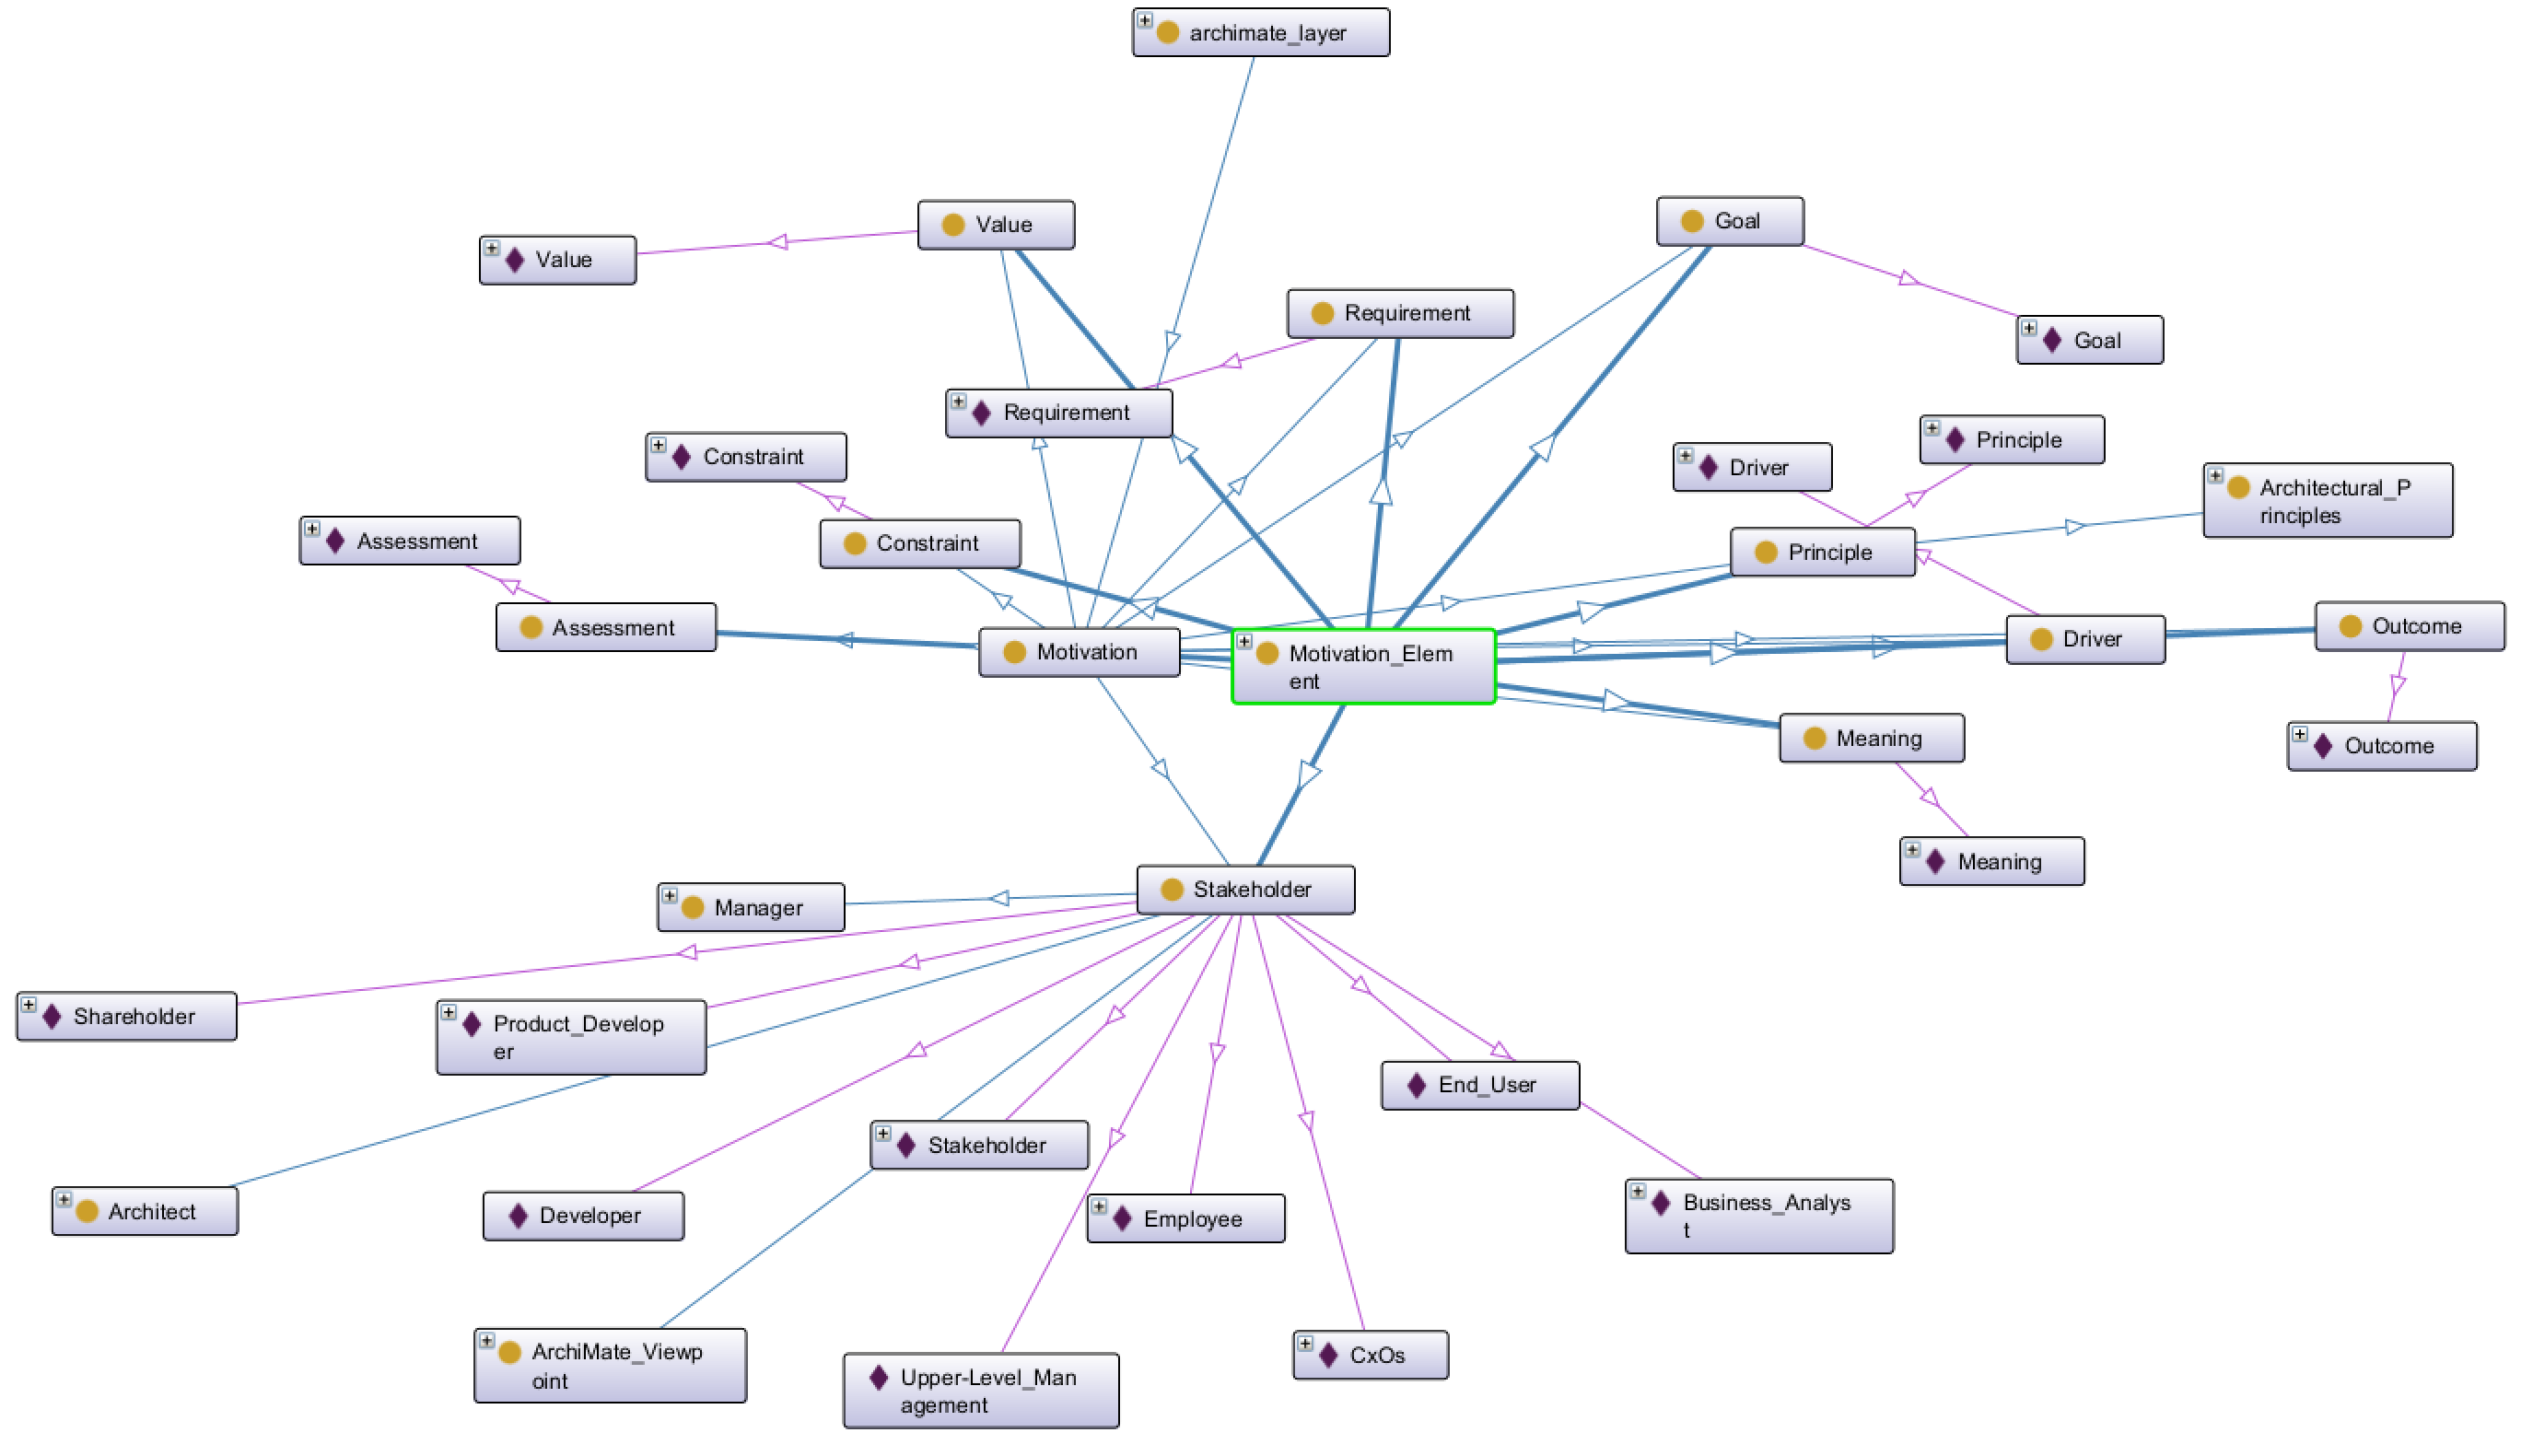 archimate_layer
Value
Goal
Value
Requirement
Goal
Requirement
Constraint
Principle
Driver
Architectural_P
rinciples
Assessment
Constraint
Principle
Assessment
Motivation
Motivation_Elem
ent
Driver
Outcome
Meaning
Outcome
Meaning
Stakeholder
Manager
Shareholder
Product_Develop
er
End_User
Stakeholder
Architect
Developer
Employee
Business_Analys
t
ArchiMate_Viewp
oint
Upper-Level_Man
agement
CxOs